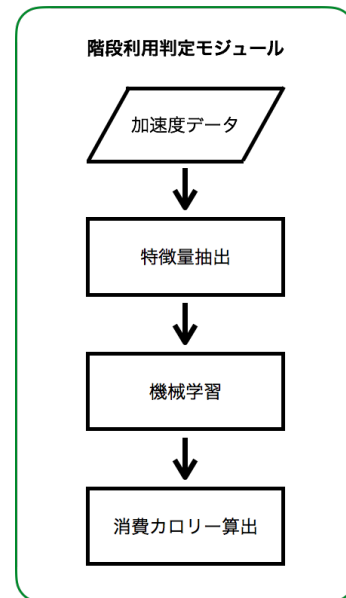 階段利用判定モジュール
加速度データ
特徴量抽出
機械学習
消費カロリー算出